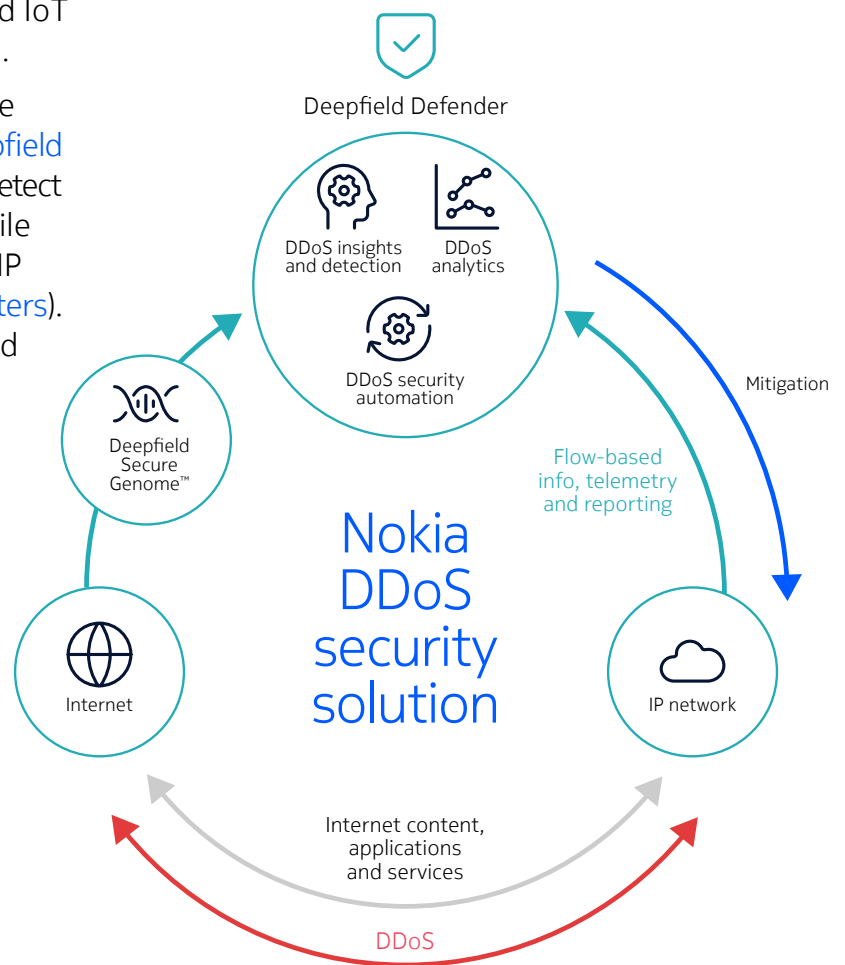 d IoT
.
e
field
etect
ile
IP
ters).
d
Deepfield Defender
DDoS insights
and detection
DDoS
analytics
DDoS security
automation
Mitigation
Deepfield
Secure
Genome™
Flow-based
info, telemetry
and reporting
Nokia
DDoS
security
solution
Internet
IP network
Internet content,
applications
and services
DDoS